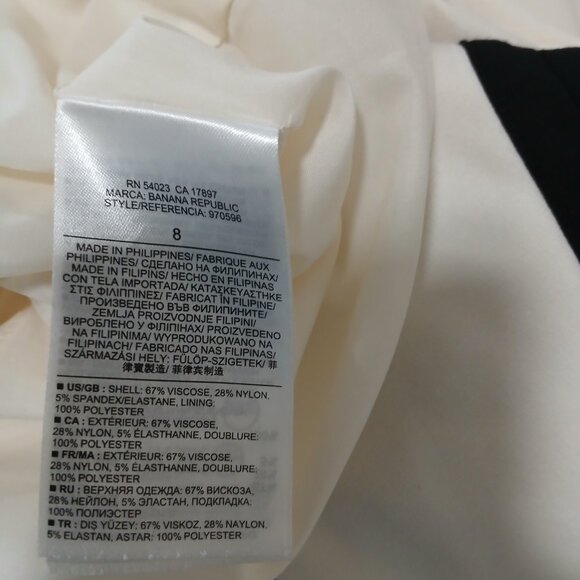 RN 54023 CA 17897
MARCA: BANANA REPUBLIC
STYLE/REFERENCIA: 970596
8
MADE IN PHILIPPINES/ FABRIQUE AUX
PHILIPPINES/ СДЕЛАНО НА ФИЛИПИНАХ/
MADE IN FILIPINS/ HECHO EN FILIPINAS
CON TELA IMPORTADA/ ΚΑΤΑΣΚΕΥΑΣΤΗΚΕ
ΣΤΙΣ ΦΙΛΙΠΠΙΝΕΣ/ FABRICAT ÎN FILIPINE/
ПРОИЗВЕДЕНО ВЪВ ФИЛИПИНИТЕ/
ZEMLJA PROIZVODNJE FILIPINI/
ВИРОБЛЕНО У ФІЛІПІНАХ/ PROIZVEDENO
NA FILIPINIMA/ WYPRODUKOWANO NA
FILIPINACH/ FABRICADO NAS FILIPINAS/
SZÁRMAZÁSI HELY: FÜLÖP-SZIGETEK/ 菲
律賓製造/ 菲律宾制造
■ US/GB : SHELL: 67% VISCOSE, 28% NYLON,
5% SPANDEX/ELASTANE, LINING:
100% POLYESTER
■ CA : EXTÉRIEUR: 67% VISCOSE,
28% NYLON, 5% ÉLASTHANNE, DOUBLURE:
100% POLYESTER
■ FR/MA : EXTÉRIEUR: 67% VISCOSE,
28% NYLON, 5% ÉLASTHANNE, DOUBLURE:
100% POLYESTER
■ RU : ВЕРХНЯЯ ОДЕЖДА: 67% ВИСКОЗА,
28% НЕЙЛОН, 5% ЭЛАСТАН, ПОДКЛАДКА:
100% ПОЛИЭСТЕР
■ TR : DIŞ YÜZEY: 67% VISKOZ, 28% NAYLON,
5% ELASTAN, ASTAR: 100% POLYESTER